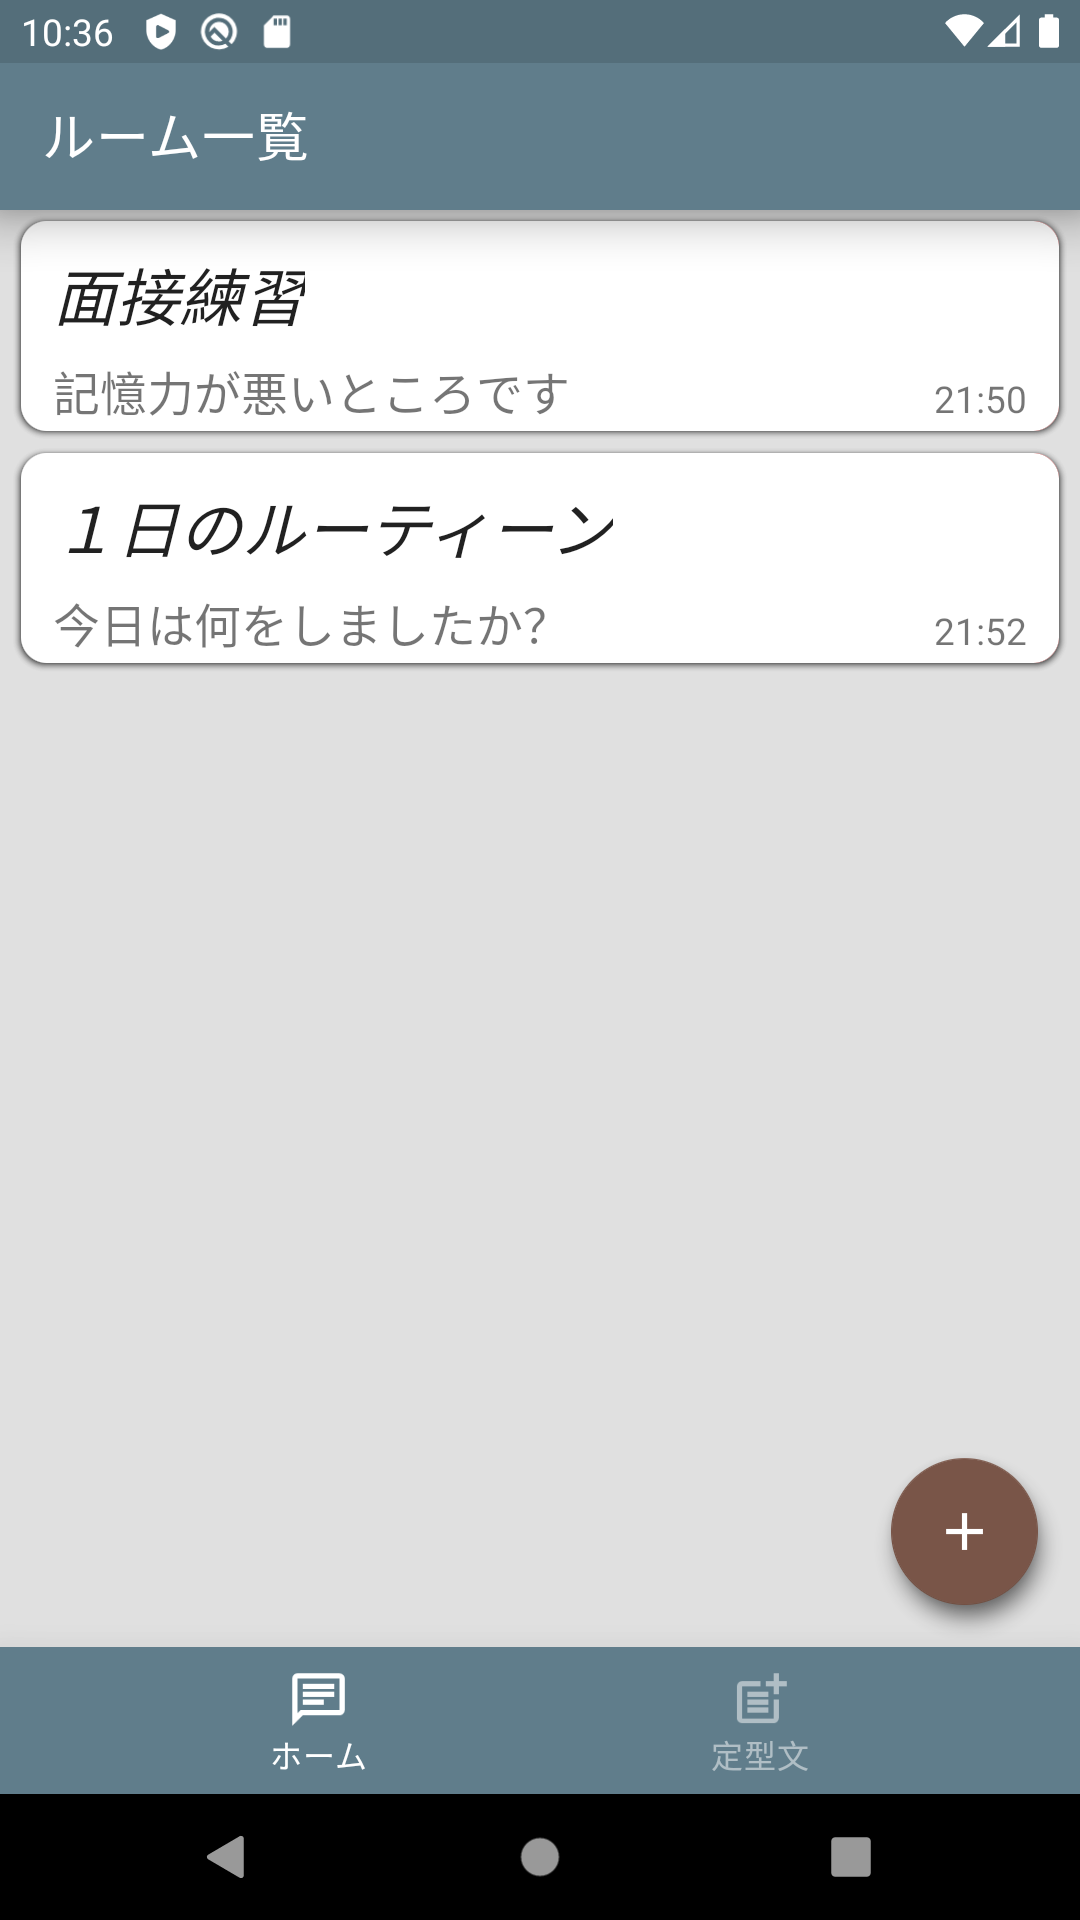 10:36
ルーム一覧
面接練習
記憶力が悪いところです
21:50
１日のルーティーン
今日は何をしましたか?
21:52
ホーム
定型文